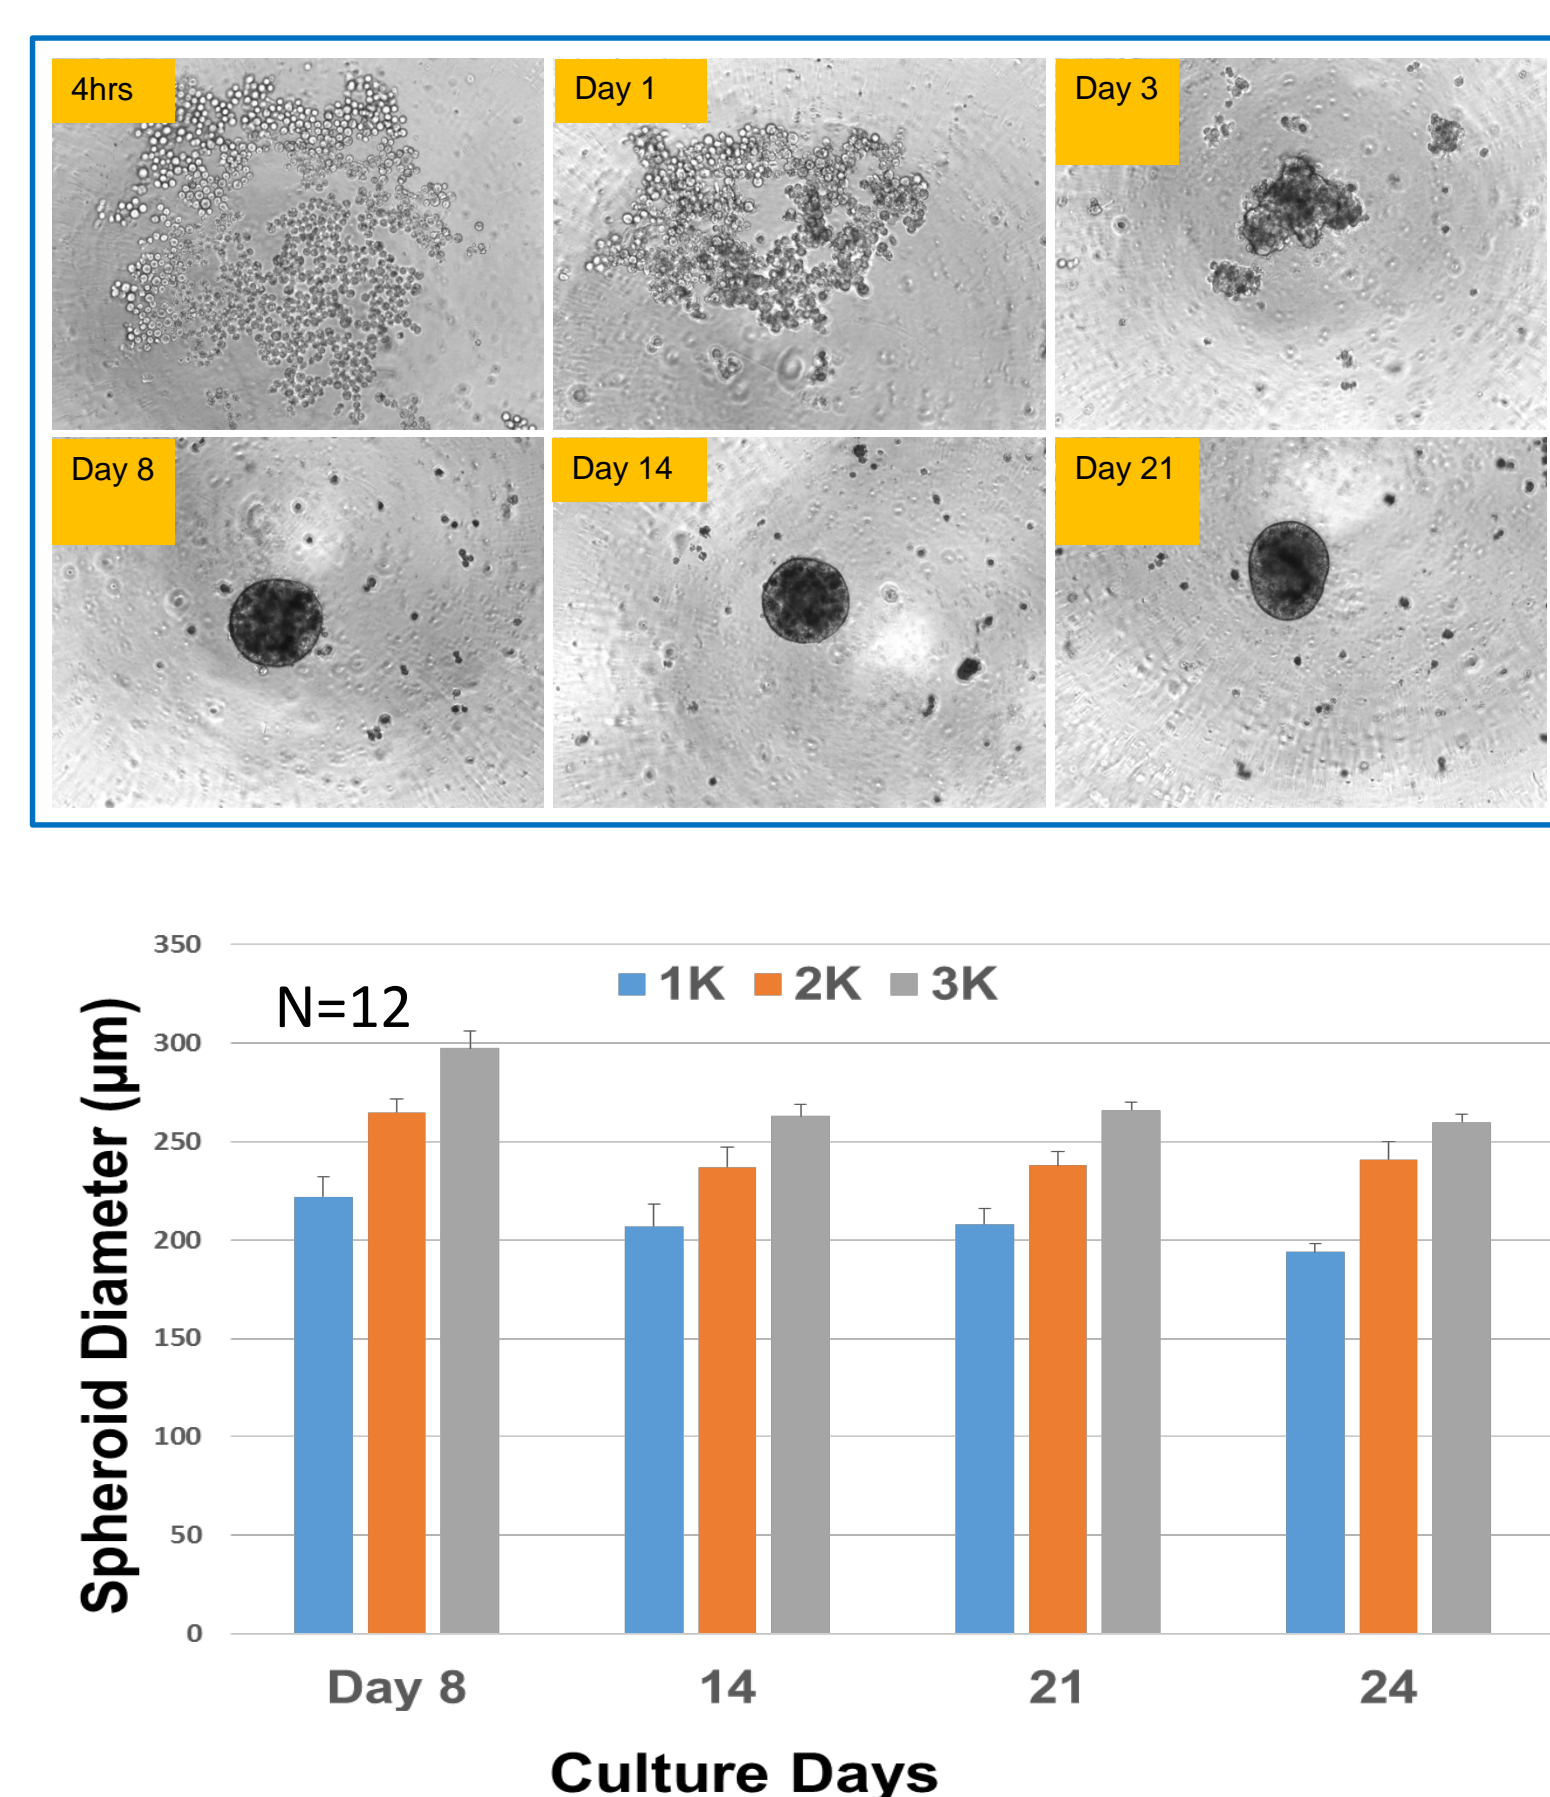 4hrs
Day 1
Day 3
Day 8
Day 14
Day 21
350
300
250
200
150
100
50
0
N=12
1K 2K 3K
Spheroid Diameter (µm)
Day 8 14 21 24
Culture Days